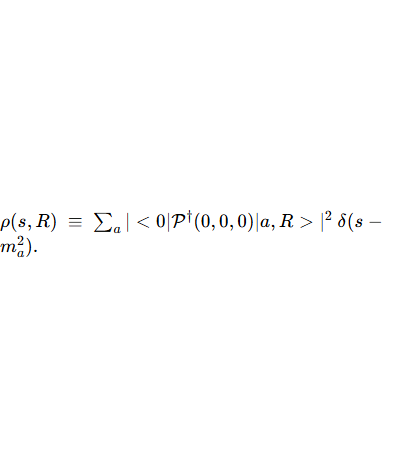 ρ(s, R) ≡ ∑ₐ | < 0|𝒫†(0, 0, 0)|a, R > |² δ(s −
mₐ²).